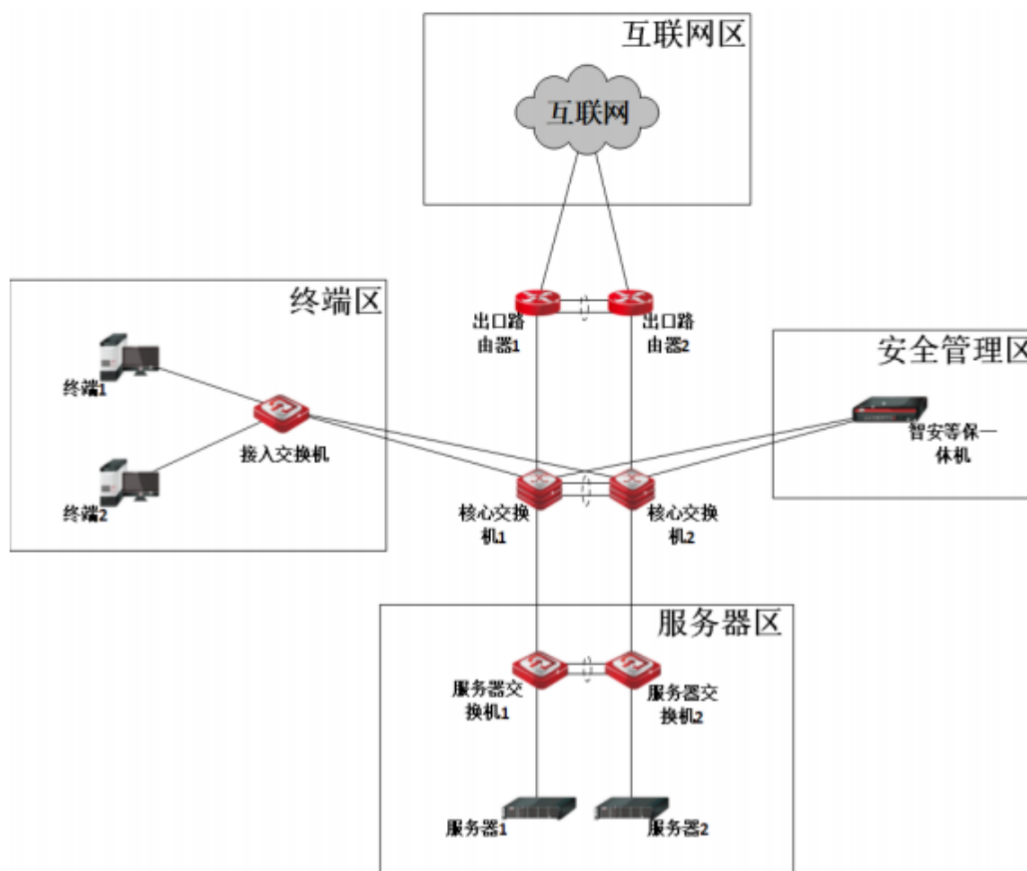 互联网区
互联网
终端区
出口路
由器1
出口路
由器2
安全管理区
终端1
接入交换机
智安等保一
体机
终端2
核心交换
机1
核心交换
机2
服务器区
服务器交
换机1
服务器交
换机2
服务器1
服务器2